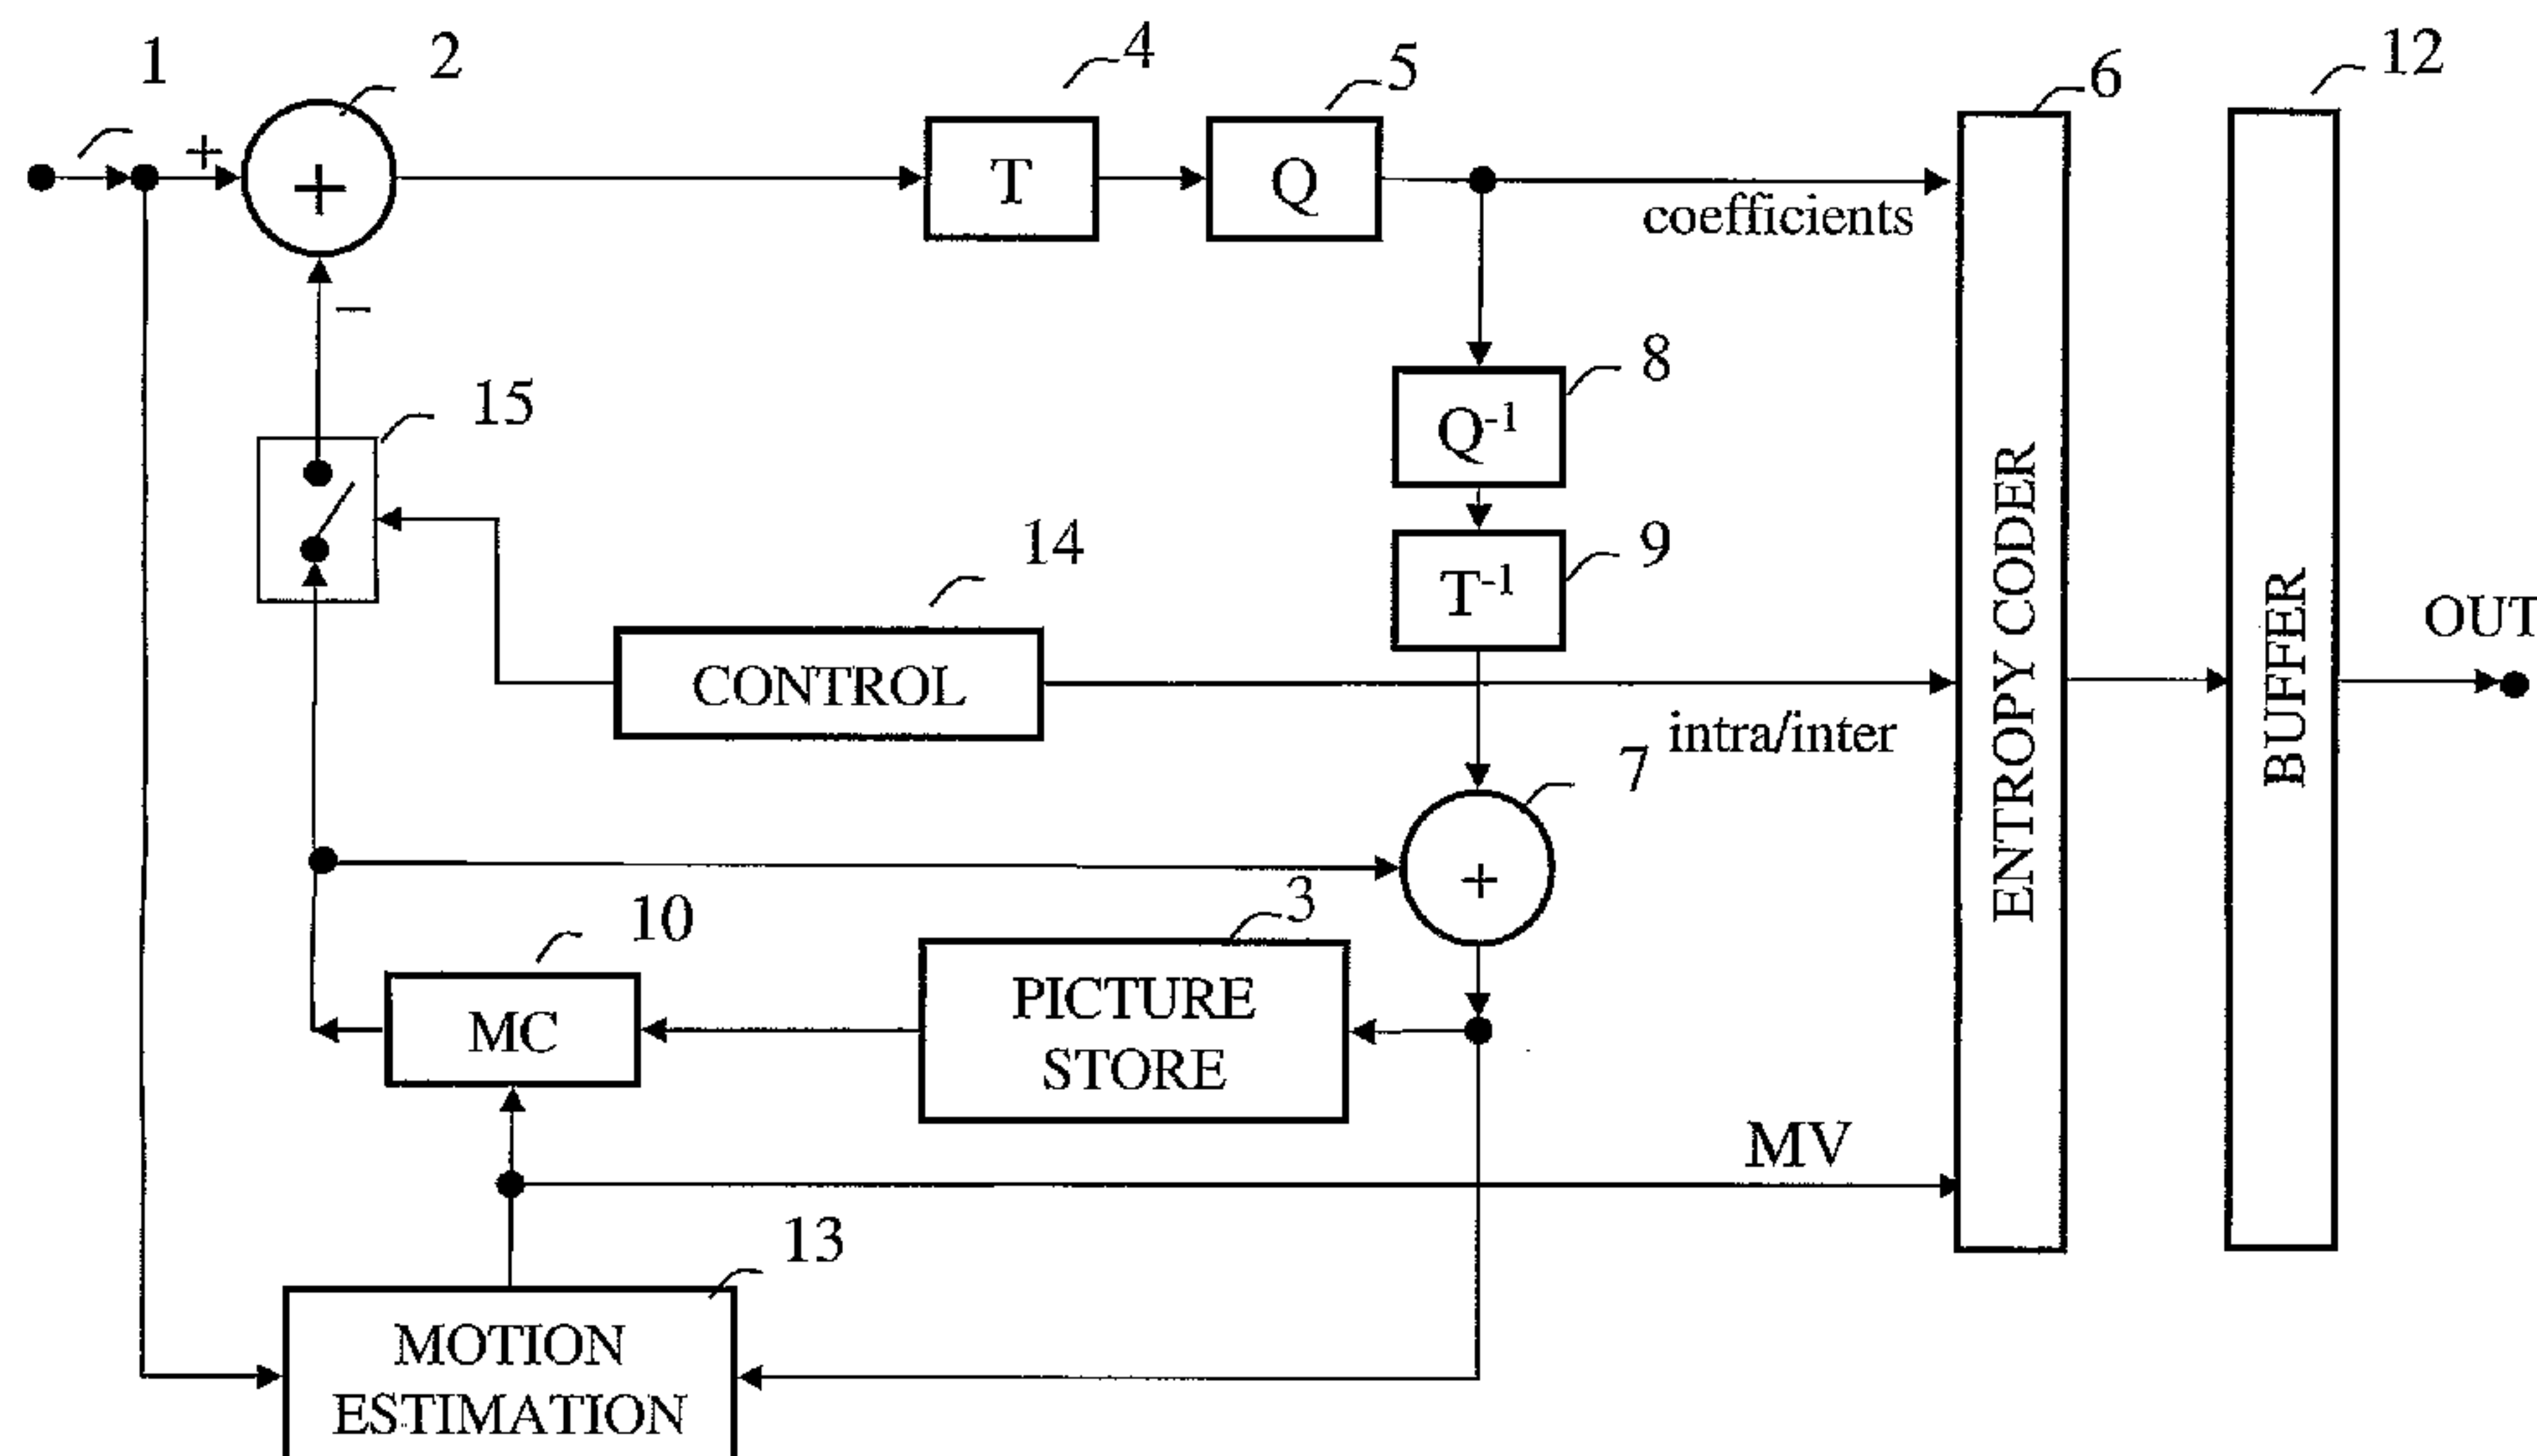 1
2
4
5
6
12
+
+
T
Q
coefficients
−
8
Q⁻¹
15
9
T⁻¹
14
CONTROL
intra/inter
7
+
ENTROPY CODER
BUFFER
OUT
10
MC
3
PICTURE
STORE
MV
13
MOTION
ESTIMATION